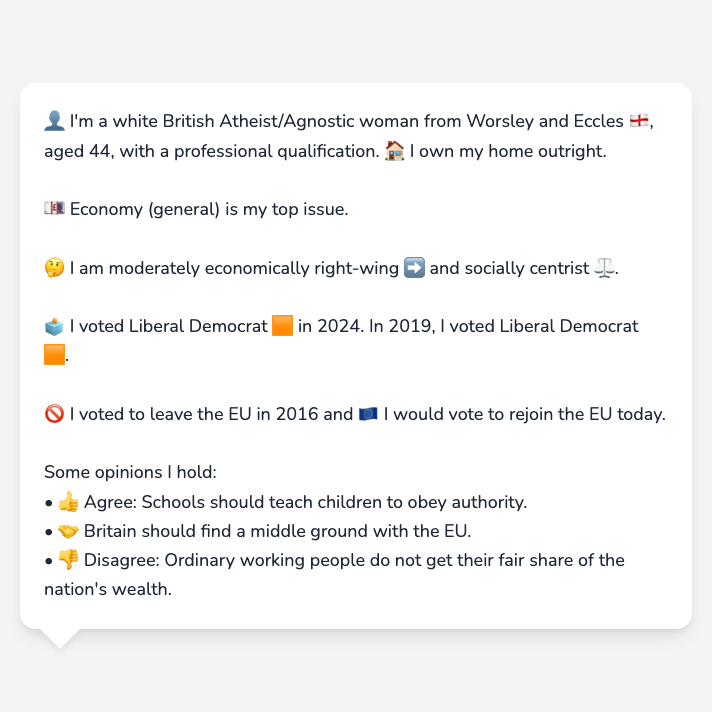 👤 I'm a white British Atheist/Agnostic woman from Worsley and Eccles 🏴󠁧󠁢󠁥󠁮󠁧󠁿,
aged 44, with a professional qualification. 🏠 I own my home outright.
💷 Economy (general) is my top issue.
🤔 I am moderately economically right-wing ➡️ and socially centrist ⚖️.
🗳️ I voted Liberal Democrat 🟧 in 2024. In 2019, I voted Liberal Democrat
🟧.
🚫 I voted to leave the EU in 2016 and 🇪🇺 I would vote to rejoin the EU today.
Some opinions I hold:
• 👍 Agree: Schools should teach children to obey authority.
• 🤝 Britain should find a middle ground with the EU.
• 👎 Disagree: Ordinary working people do not get their fair share of the
nation's wealth.